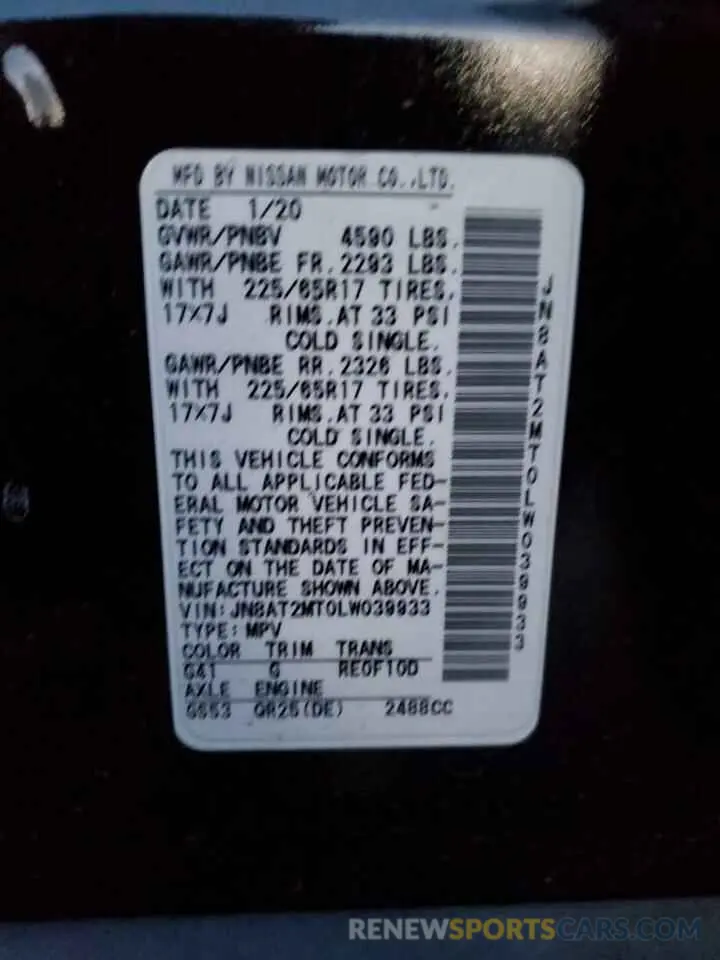 MFG BY NISSAN MOTOR CO.,LTD.
DATE 1/20
GVWR/PNBV 4590 LBS.
GAWR/PNBE FR. 2293 LBS.
WITH 225/65R17 TIRES,
17X7J RIMS.AT 33 PSI
COLD SINGLE.
GAWR/PNBE RR. 2326 LBS.
WITH 225/65R17 TIRES,
17X7J RIMS.AT 33 PSI
COLD SINGLE.
THIS VEHICLE CONFORMS
TO ALL APPLICABLE FED-
ERAL MOTOR VEHICLE SA-
FETY AND THEFT PREVEN-
TION STANDARDS IN EFF-
ECT ON THE DATE OF MA-
NUFACTURE SHOWN ABOVE.
VIN: JN8AT2MT0LW039933
TYPE: MPV
COLOR TRIM TRANS
G41 G RE0F10D
AXLE ENGINE
GS53 QR25(DE) 2488CC
JN8AT2MT0LW039933
RENEWSPORTSCARS.COM